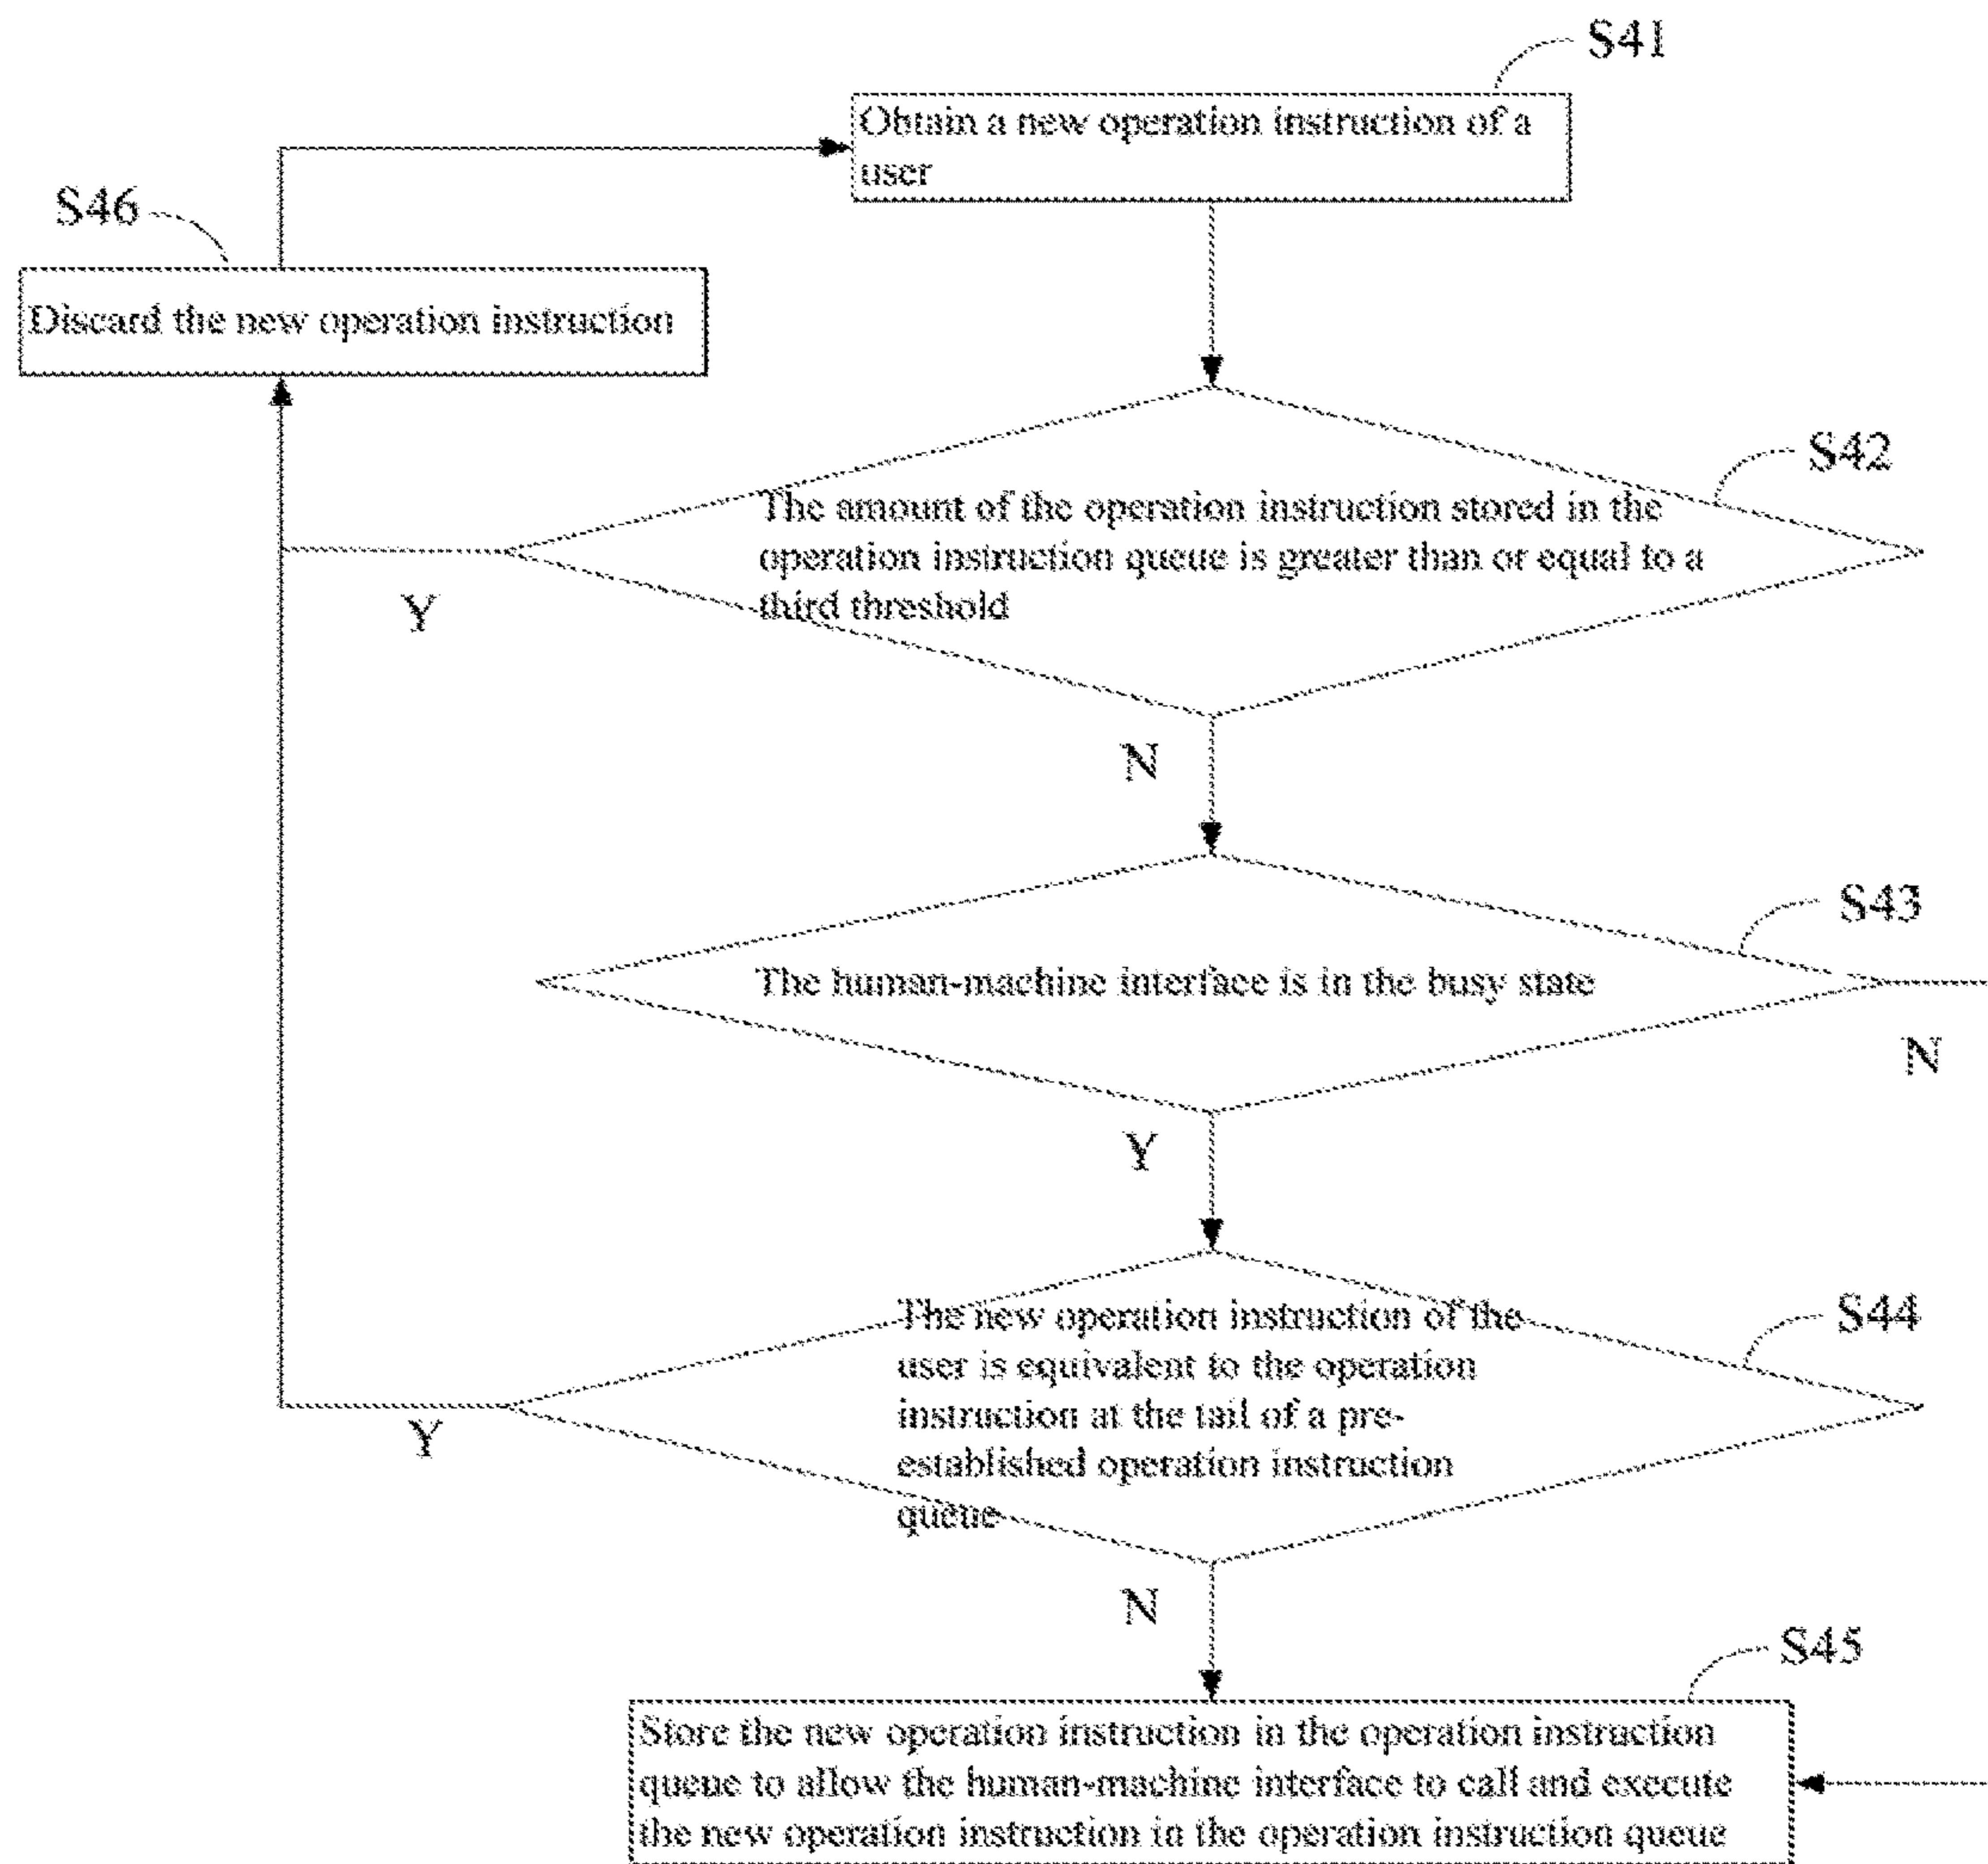 S41
Obtain a new operation instruction of a
user
S46
Discard the new operation instruction
S42
The amount of the operation instruction stored in the
operation instruction queue is greater than or equal to a
third threshold
Y
N
S43
The human-machine interface is in the busy state
N
Y
S44
The new operation instruction of the
user is equivalent to the operation
instruction at the tail of a pre-
established operation instruction
queue
Y
N
S45
Store the new operation instruction in the operation instruction
queue to allow the human-machine interface to call and execute
the new operation instruction in the operation instruction queue